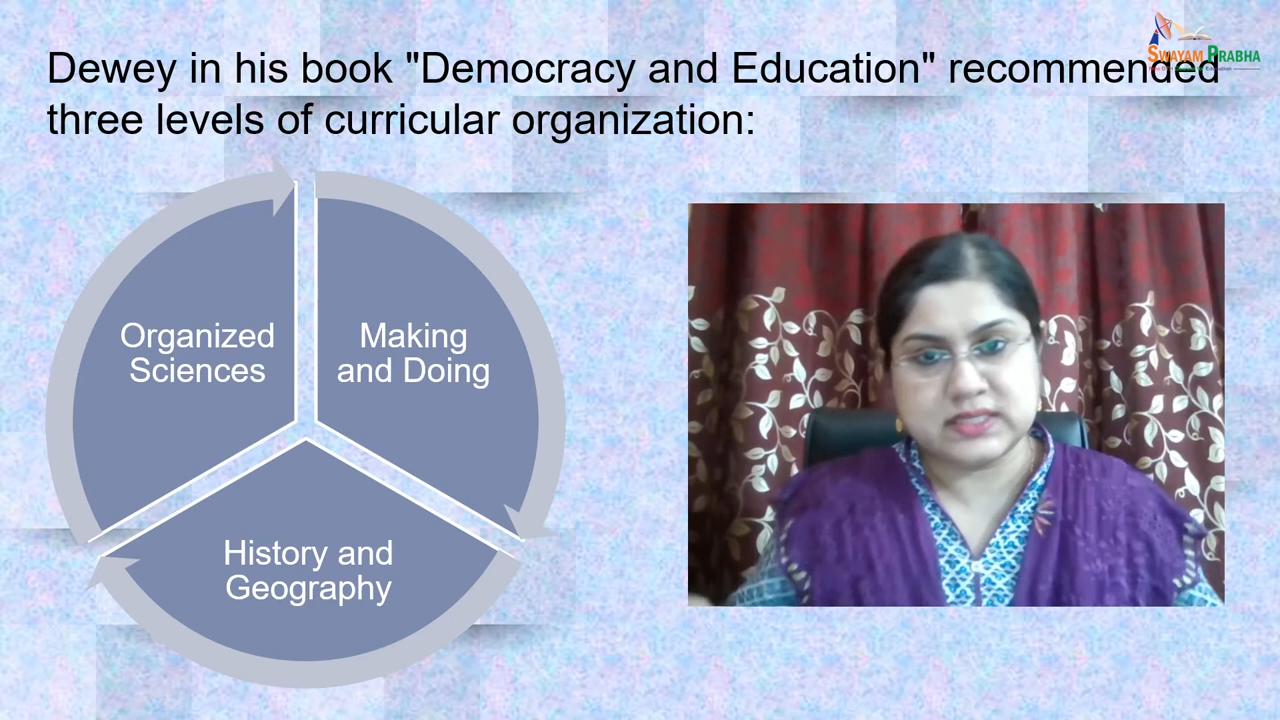 Dewey in his book "Democracy and Education" recommended
three levels of curricular organization:
SWAYAM PRABHA
Organized
Sciences
Making
and Doing
History and
Geography